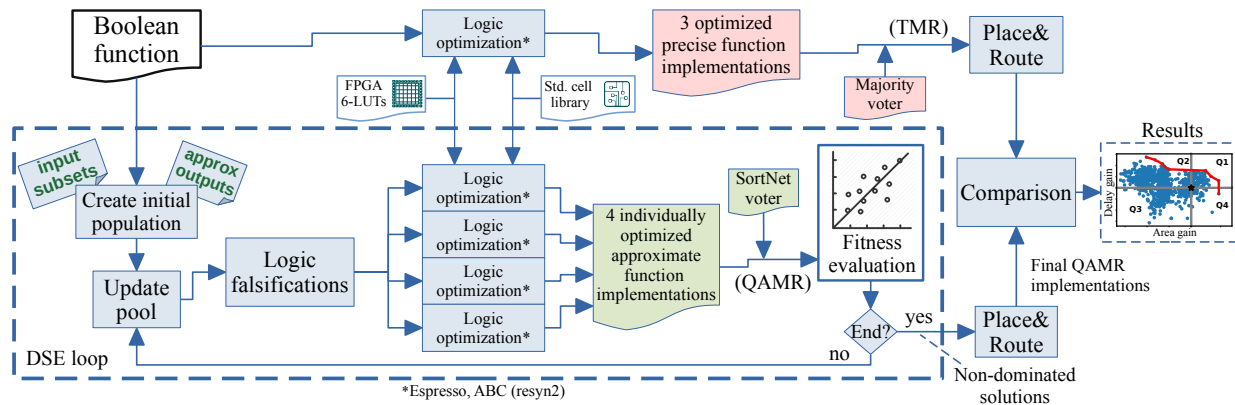 Boolean
function
Logic
optimization*
3 optimized
precise function
implementations
(TMR)
Place&
Route
FPGA
6-LUTs
Std. cell
library
Majority
voter
input
subsets
approx
outputs
Create initial
population
Update
pool
Logic
falsifications
Logic
optimization*
Logic
optimization*
Logic
optimization*
Logic
optimization*
4 individually
optimized
approximate
function
implementations
SortNet
voter
(QAMR)
Fitness
evaluation
End?
yes
no
DSE loop
*Espresso, ABC (resyn2)
Place&
Route
Non-dominated
solutions
Final QAMR
implementations
Comparison
Results
Q2
Q1
Q3
Q4
Delay gain
Area gain